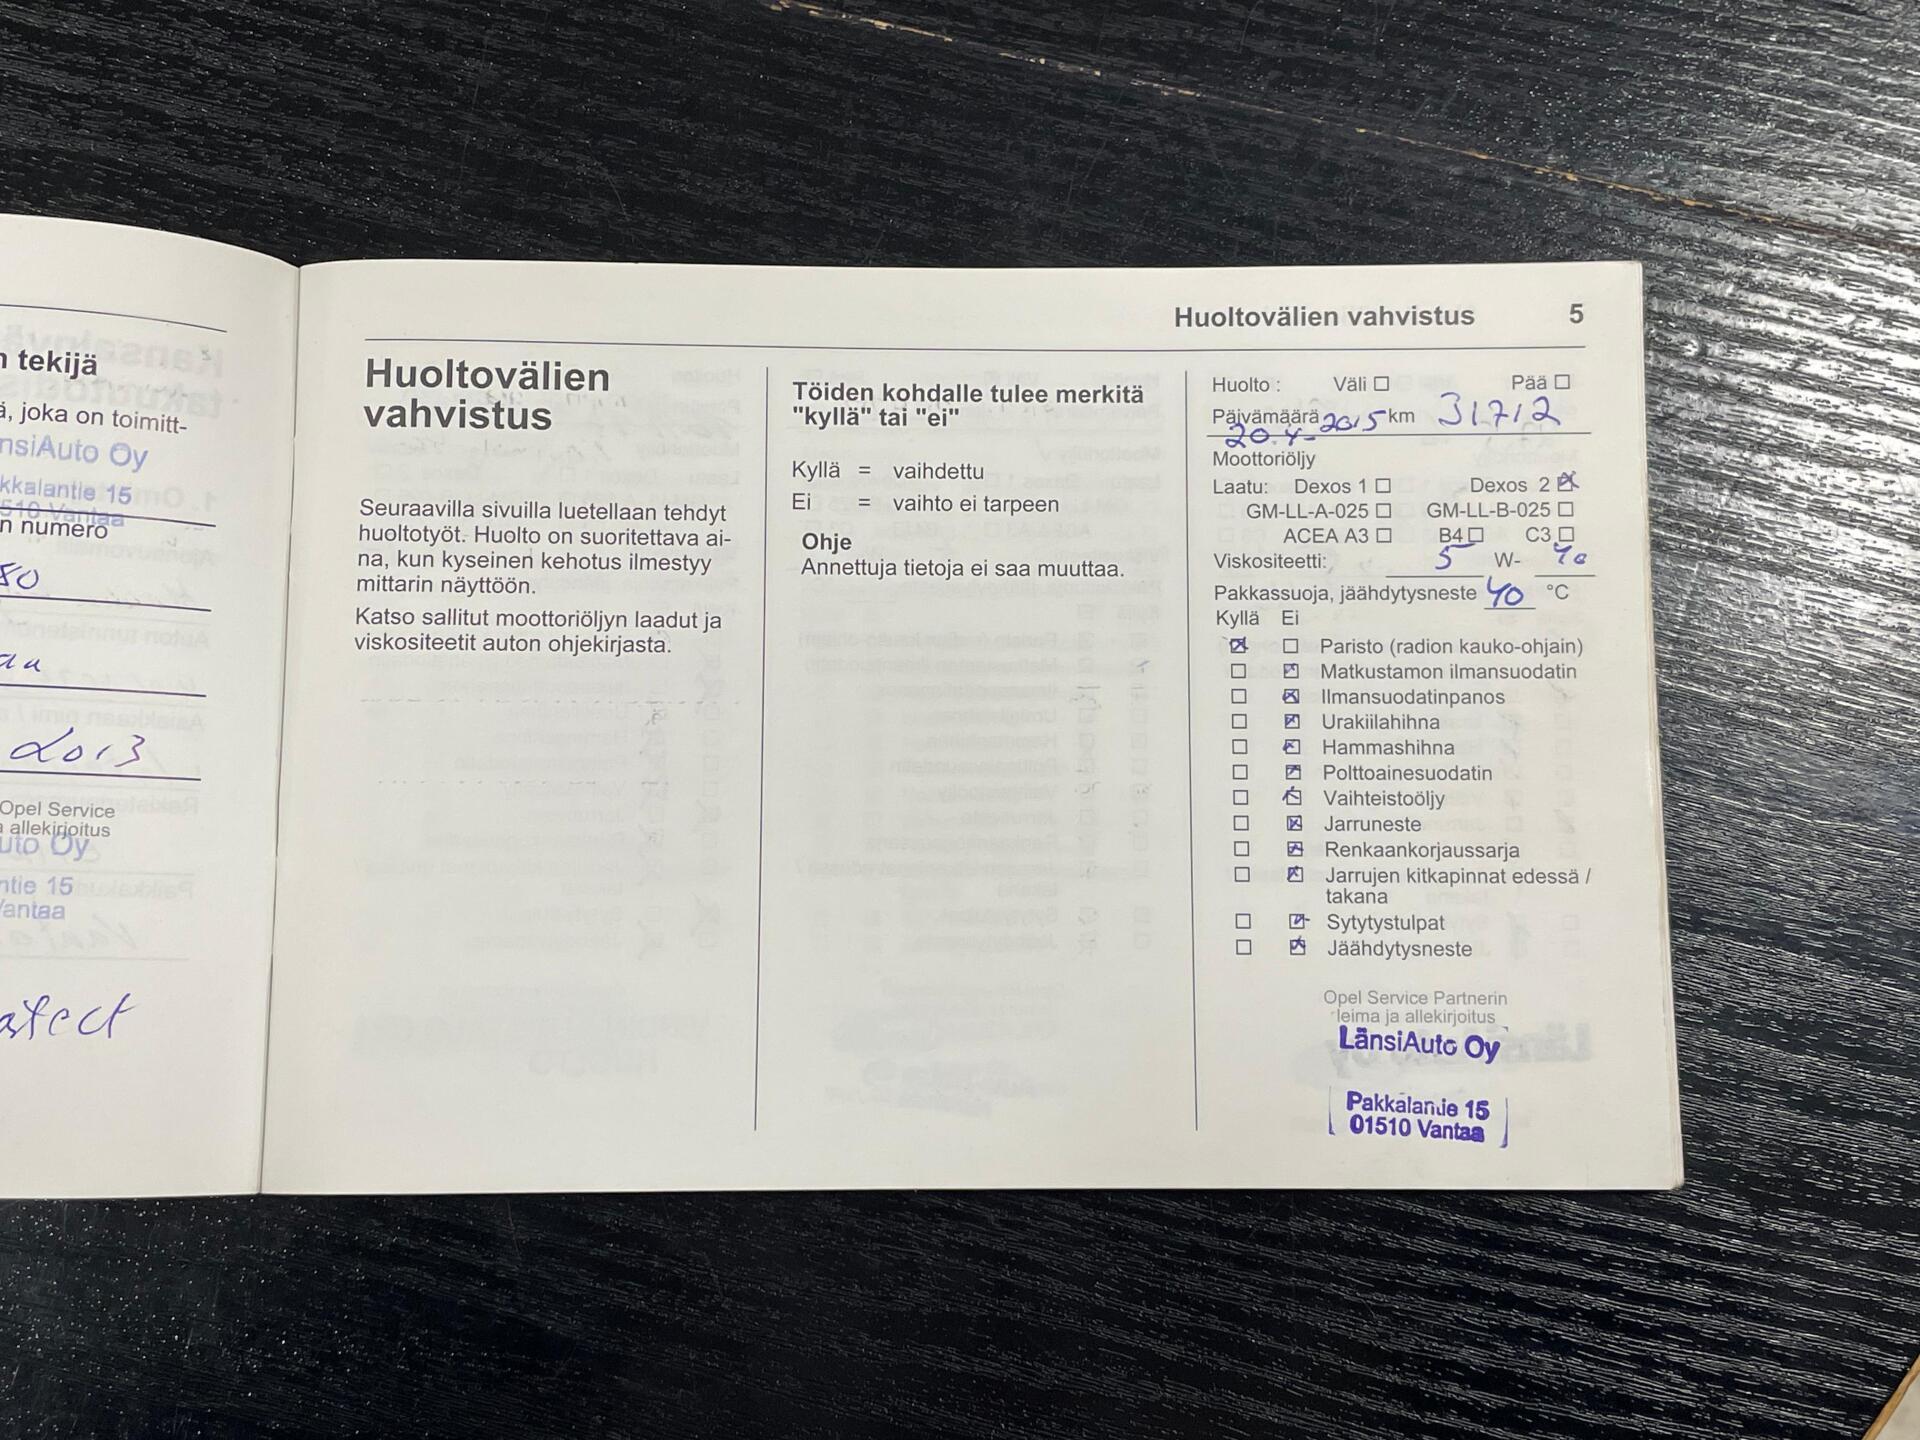 n tekijä
ä, joka on toimitt-
nsiAuto Oy
kkalantie 15
510 Vantaa
n numero
80
au
2013
Opel Service
a allekirjoitus
uto Oy
ntie 15
Vantaa
Huoltovälien vahvistus 5
Huoltovälien
vahvistus
Seuraavilla sivuilla luetellaan tehdyt
huoltotyöt. Huolto on suoritettava ai-
na, kun kyseinen kehotus ilmestyy
mittarin näyttöön.
Katso sallitut moottoriöljyn laadut ja
viskositeetit auton ohjekirjasta.
Töiden kohdalle tulee merkitä
"kyllä" tai "ei"
Kyllä = vaihdettu
Ei = vaihto ei tarpeen
Ohje
Annettuja tietoja ei saa muuttaa.
Huolto : Väli ☐ Pää ☐
Päivämäärä 20.4-2015 km 31712
Moottoriöljy
Laatu: Dexos 1 ☐ Dexos 2 ☒
GM-LL-A-025 ☐ GM-LL-B-025 ☐
ACEA A3 ☐ B4 ☐ C3 ☐
Viskositeetti: 5 W- 40
Pakkassuoja, jäähdytysneste 40 °C
Kyllä Ei
☒ ☐ Paristo (radion kauko-ohjain)
☐ ☒ Matkustamon ilmansuodatin
☐ ☒ Ilmansuodatinpanos
☐ ☒ Urakiilahihna
☐ ☒ Hammashihna
☐ ☒ Polttoainesuodatin
☐ ☒ Vaihteistoöljy
☐ ☒ Jarruneste
☐ ☒ Renkaankorjaussarja
☐ ☒ Jarrujen kitkapinnat edessä /
takana
☐ ☒ Sytytystulpat
☐ ☒ Jäähdytysneste
Opel Service Partnerin
leima ja allekirjoitus
LänsiAuto Oy
Pakkalantie 15
01510 Vantaa